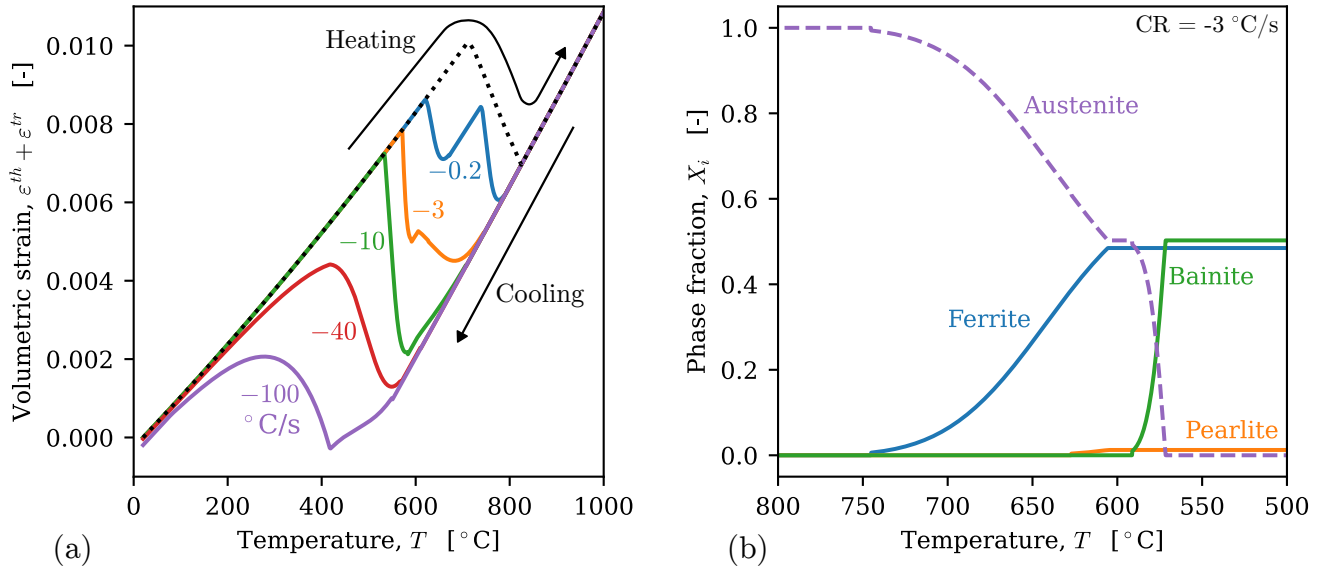 Volumetric strain, εᵗʰ + εᵗʳ [-]
0.010
0.008
0.006
0.004
0.002
0.000
Heating
−0.2
−3
−10
−40
−100
°C/s
Cooling
0
200
400
600
800
1000
Temperature, T [°C]
(a)
Phase fraction, Xᵢ [-]
1.0
0.8
0.6
0.4
0.2
0.0
CR = -3 °C/s
Austenite
Ferrite
Bainite
Pearlite
800
750
700
650
600
550
500
Temperature, T [°C]
(b)